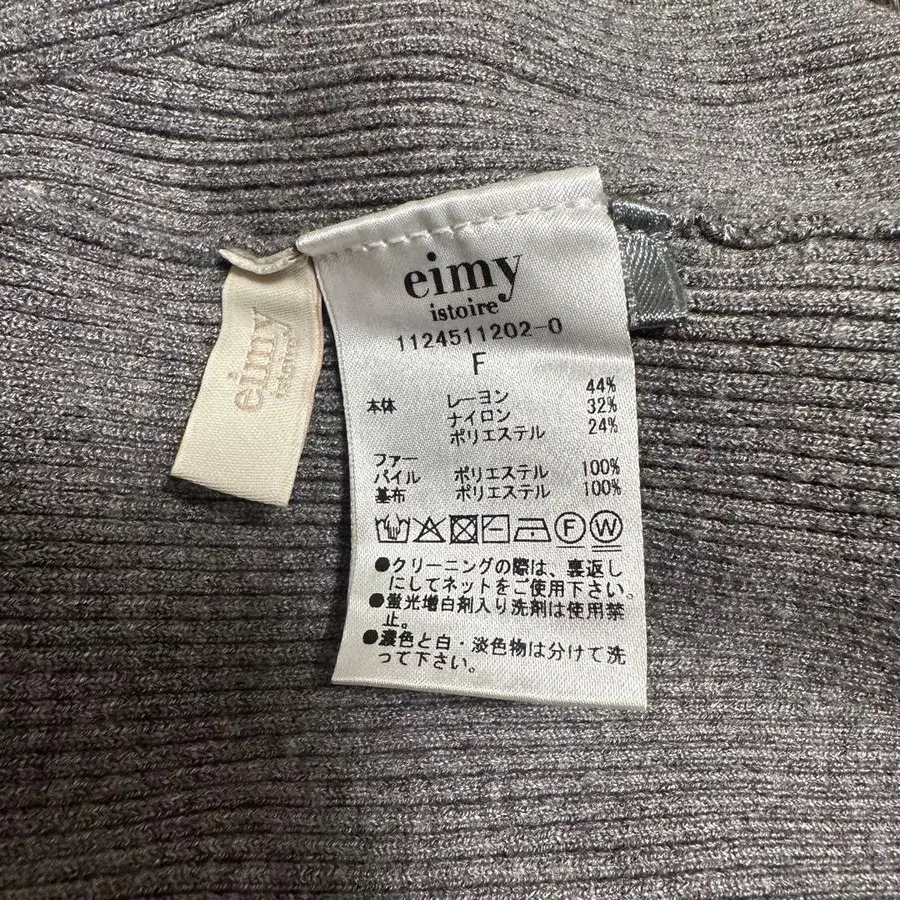 eimy
istoire
eimy
istoire
1124511202-0
F
本体 レーヨン 44%
ナイロン 32%
ポリエステル 24%
ファー
パイル ポリエステル 100%
基布 ポリエステル 100%
F W
●クリーニングの際は、裏返し
にしてネットをご使用下さい。
●蛍光増白剤入り洗剤は使用禁
止。
●濃色と白・淡色物は分けて洗
って下さい。